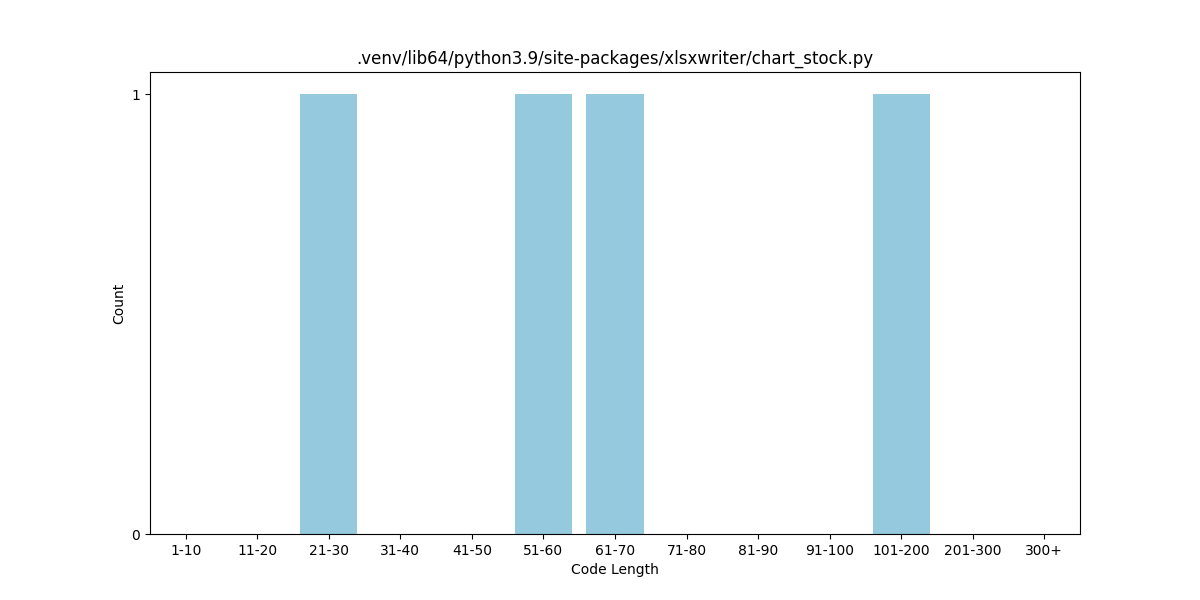 .venv/lib64/python3.9/site-packages/xlsxwriter/chart_stock.py
1
Count
0
1-10 11-20 21-30 31-40 41-50 51-60 61-70 71-80 81-90 91-100 101-200 201-300 300+
Code Length